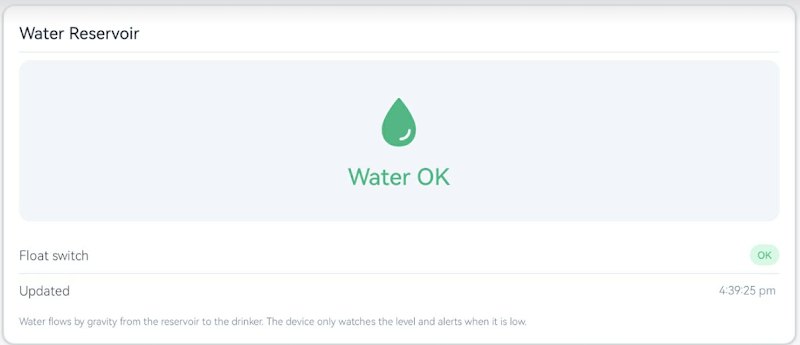 Water Reservoir
Water OK
Float switch OK
Updated 4:39:25 pm
Water flows by gravity from the reservoir to the drinker. The device only watches the level and alerts when it is low.